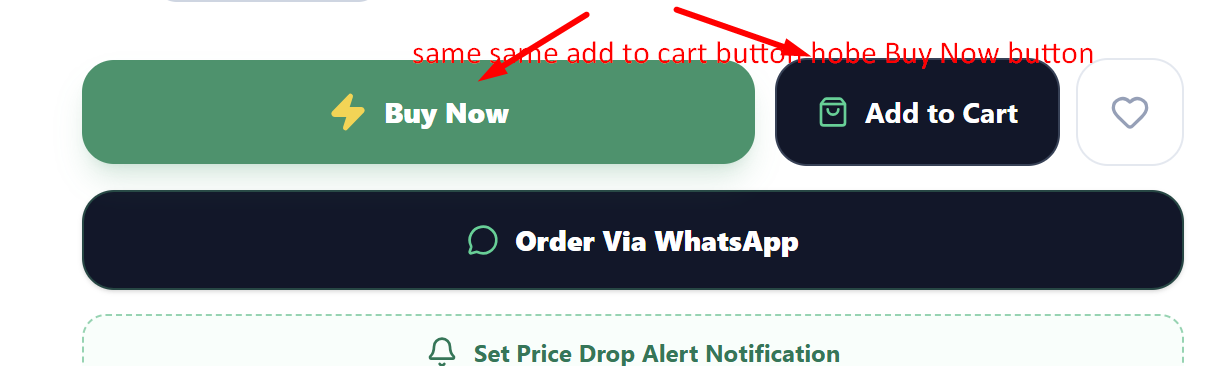 same same add to cart button hobe Buy Now button
Buy Now
Add to Cart
Order Via WhatsApp
Set Price Drop Alert Notification